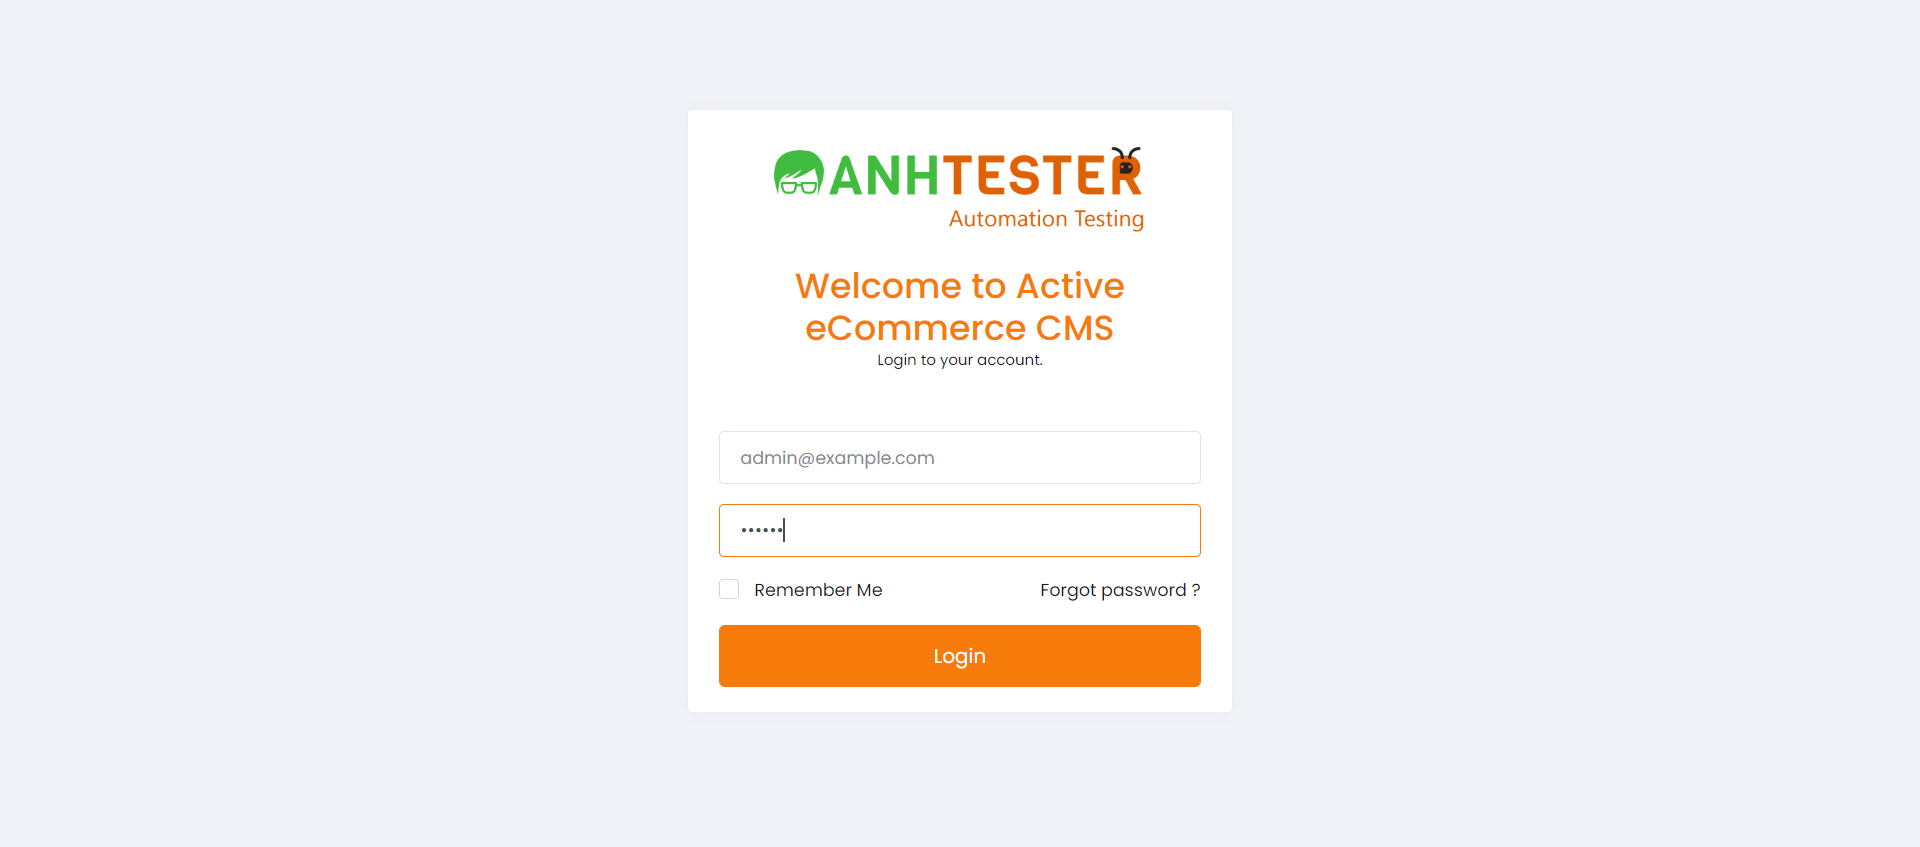 ANHTESTER
Automation Testing
Welcome to Active
eCommerce CMS
Login to your account.
admin@example.com
••••••
Remember Me
Forgot password ?
Login